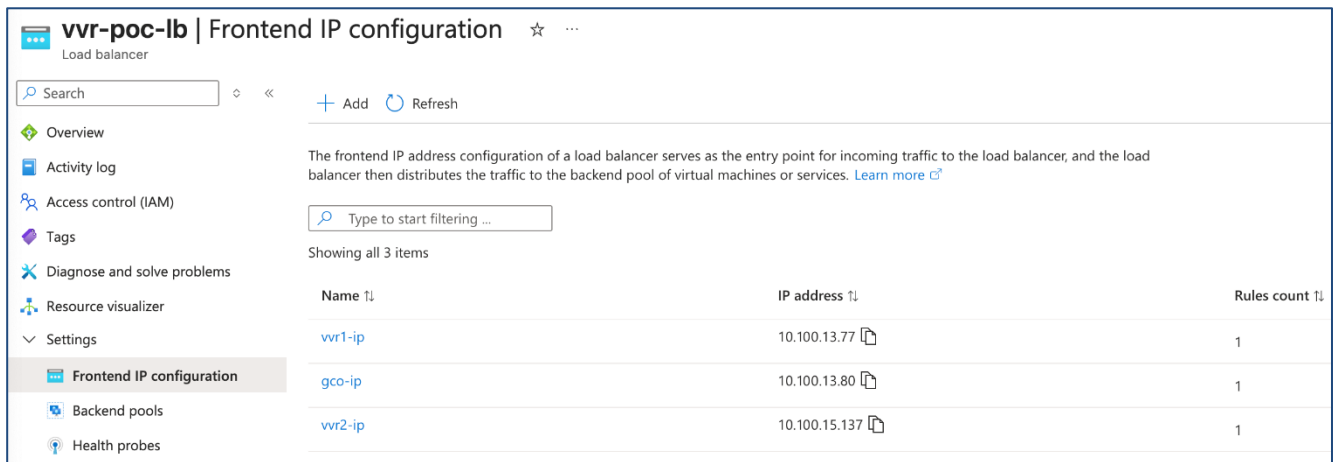 vvr-poc-lb | Frontend IP configuration ☆ ...
Load balancer
Search
Overview
Activity log
Access control (IAM)
Tags
Diagnose and solve problems
Resource visualizer
Settings
Frontend IP configuration
Backend pools
Health probes
Add Refresh
The frontend IP address configuration of a load balancer serves as the entry point for incoming traffic to the load balancer, and the load
balancer then distributes the traffic to the backend pool of virtual machines or services. Learn more
Type to start filtering ...
Showing all 3 items
Name IP address Rules count
vvr1-ip 10.100.13.77 1
gco-ip 10.100.13.80 1
vvr2-ip 10.100.15.137 1